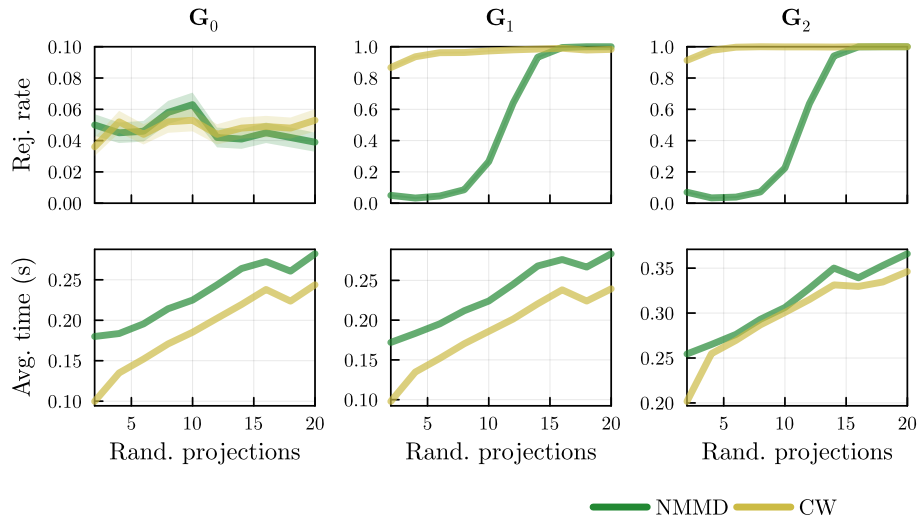 G₀ G₁ G₂
Rej. rate
0.10 1.0 1.0
0.08 0.8 0.8
0.06 0.6 0.6
0.04 0.4 0.4
0.02 0.2 0.2
0.00 0.0 0.0
Avg. time (s)
0.25 0.25 0.35
0.20 0.20 0.30
0.15 0.15 0.25
0.10 0.10 0.20
5 10 15 20 5 10 15 20 5 10 15 20
Rand. projections Rand. projections Rand. projections
NMMD CW